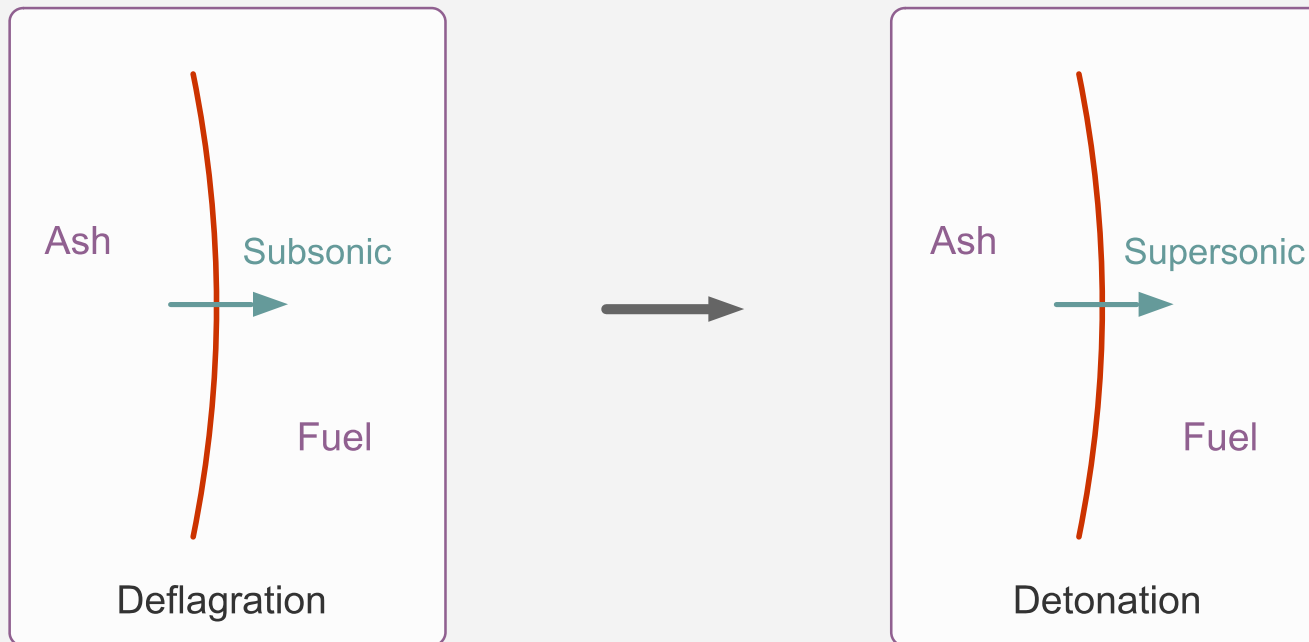 Ash
Subsonic
Fuel
Deflagration
Ash
Supersonic
Fuel
Detonation